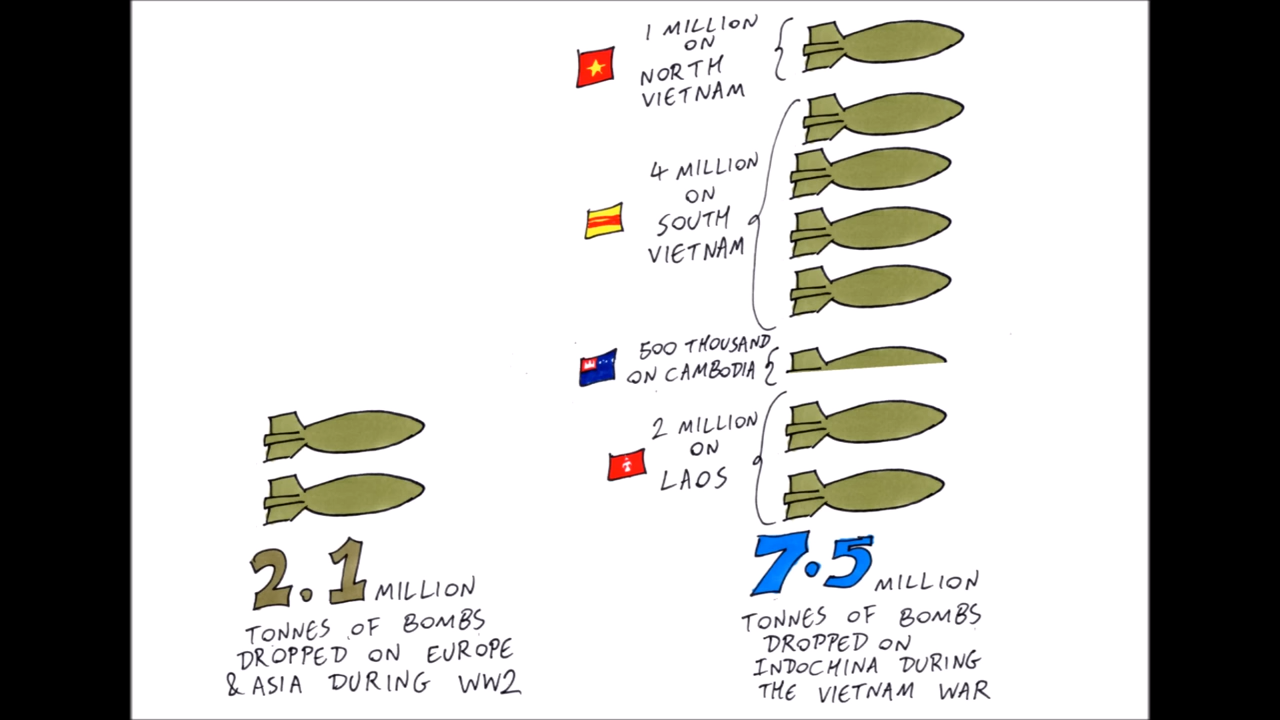 1 MILLION
ON
NORTH
VIETNAM
4 MILLION
ON
SOUTH
VIETNAM
500 THOUSAND
ON CAMBODIA
2 MILLION
ON
LAOS
2.1 MILLION
TONNES OF BOMBS
DROPPED ON EUROPE
& ASIA DURING WW2
7.5 MILLION
TONNES OF BOMBS
DROPPED ON
INDOCHINA DURING
THE VIETNAM WAR